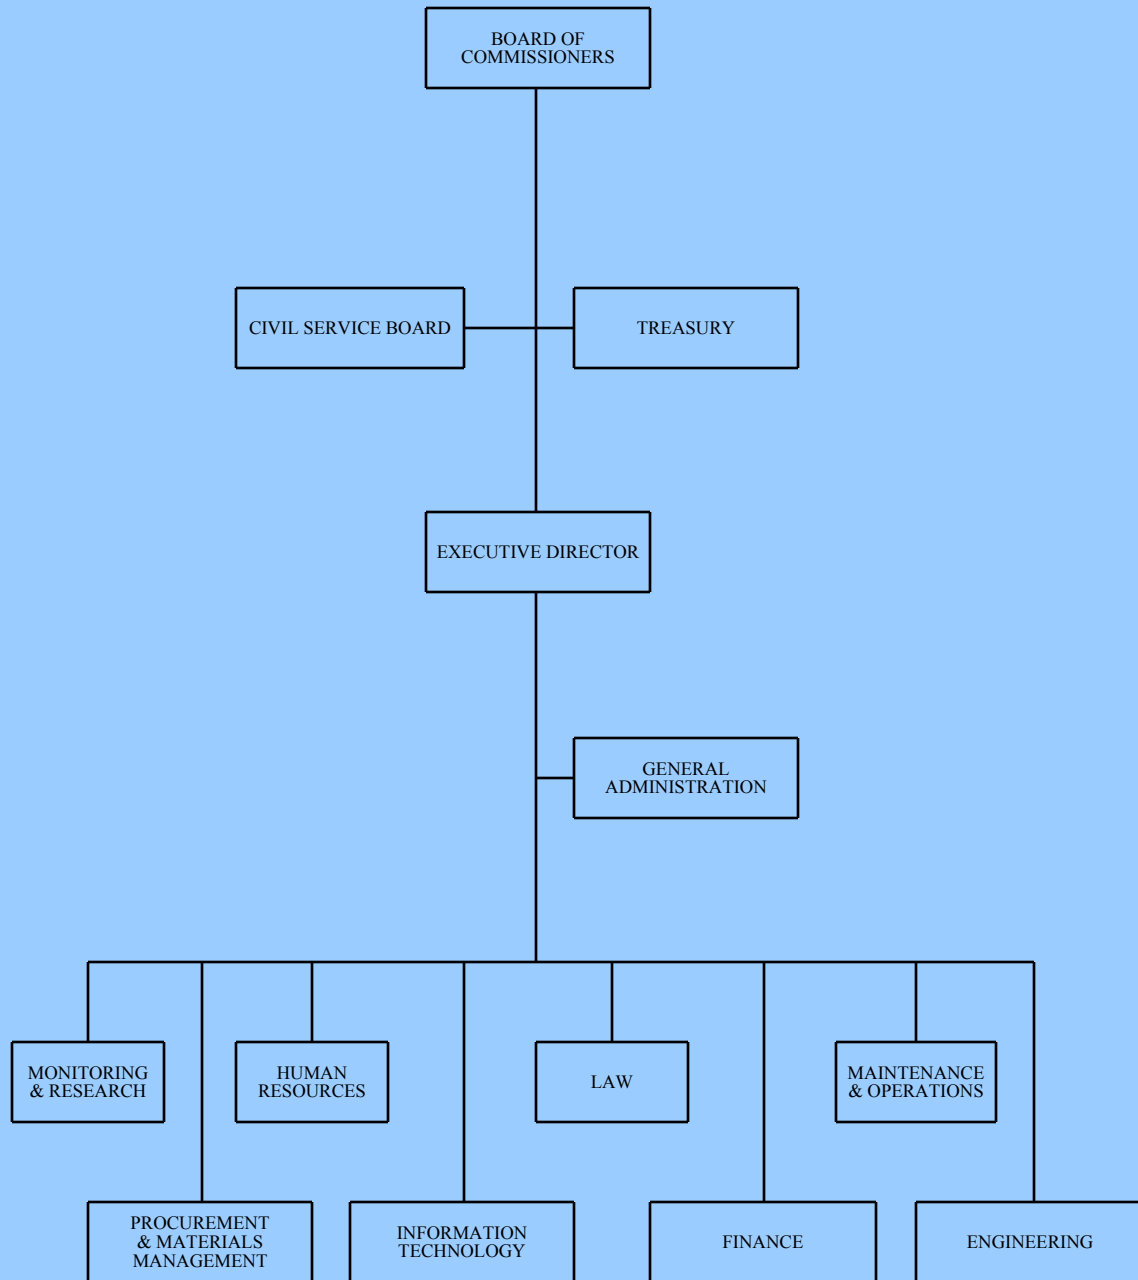 BOARD OF
COMMISSIONERS
CIVIL SERVICE BOARD
TREASURY
EXECUTIVE DIRECTOR
GENERAL
ADMINISTRATION
MONITORING
& RESEARCH
HUMAN
RESOURCES
LAW
MAINTENANCE
& OPERATIONS
PROCUREMENT
& MATERIALS
MANAGEMENT
INFORMATION
TECHNOLOGY
FINANCE
ENGINEERING